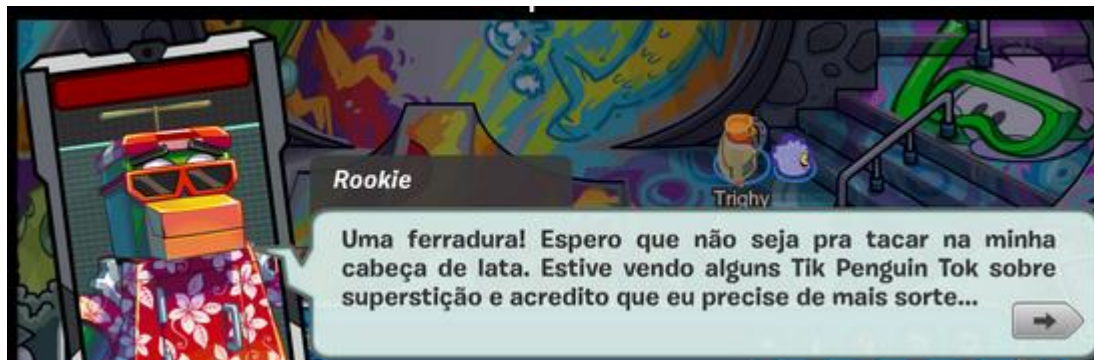 Trighy
Rookie
Uma ferradura! Espero que não seja pra tacar na minha
cabeça de lata. Estive vendo alguns Tik Penguin Tok sobre
superstição e acredito que eu precise de mais sorte...